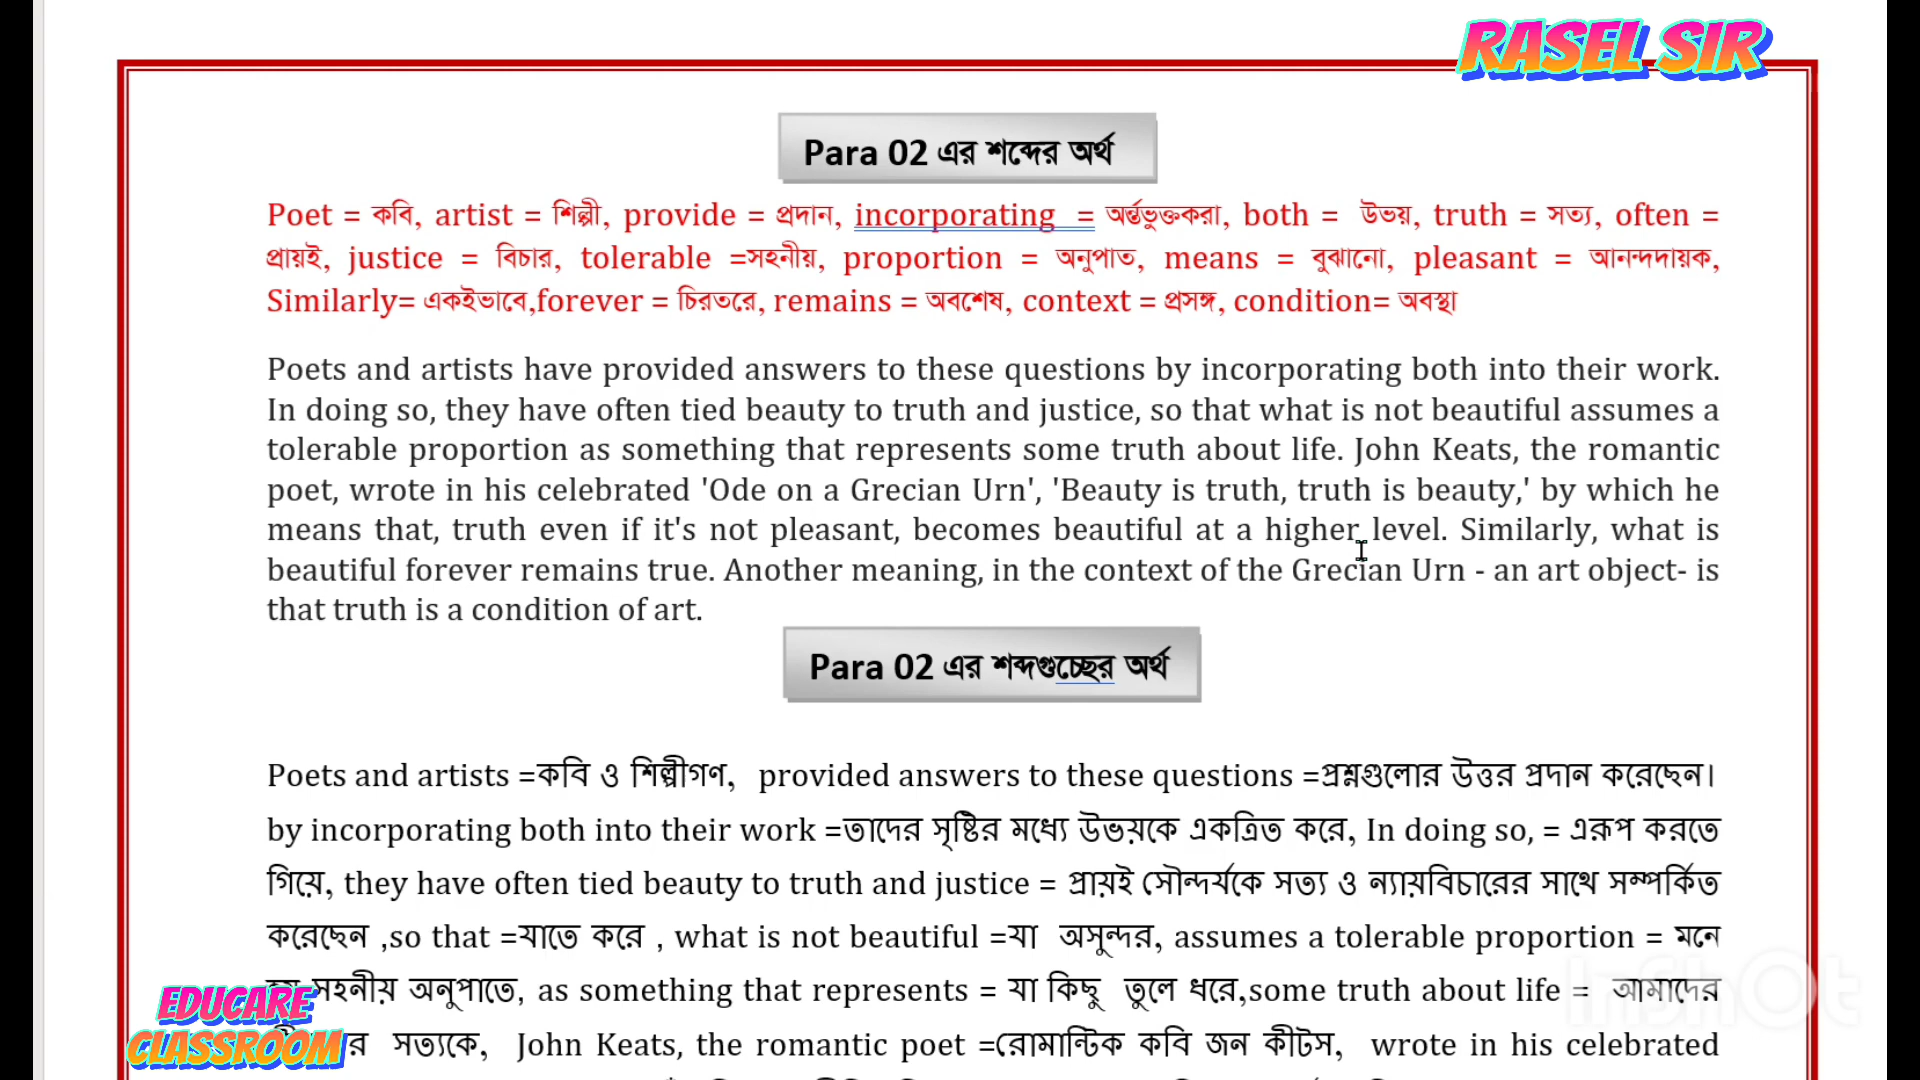 RASEL SIR
Para 02 এর শব্দের অর্থ
Poet = কবি, artist = শিল্পী, provide = প্রদান, incorporating = অর্ন্তভুক্তকরা, both = উভয়, truth = সত্য, often =
প্রায়ই, justice = বিচার, tolerable =সহনীয়, proportion = অনুপাত, means = বুঝানো, pleasant = আনন্দদায়ক,
Similarly= একইভাবে,forever = চিরতরে, remains = অবশেষ, context = প্রসঙ্গ, condition= অবস্থা
Poets and artists have provided answers to these questions by incorporating both into their work.
In doing so, they have often tied beauty to truth and justice, so that what is not beautiful assumes a
tolerable proportion as something that represents some truth about life. John Keats, the romantic
poet, wrote in his celebrated 'Ode on a Grecian Urn', 'Beauty is truth, truth is beauty,' by which he
means that, truth even if it's not pleasant, becomes beautiful at a higher level. Similarly, what is
beautiful forever remains true. Another meaning, in the context of the Grecian Urn - an art object- is
that truth is a condition of art.
Para 02 এর শব্দগুচ্ছের অর্থ
Poets and artists =কবি ও শিল্পীগণ, provided answers to these questions =প্রশ্নগুলোর উত্তর প্রদান করেছেন।
by incorporating both into their work =তাদের সৃষ্টির মধ্যে উভয়কে একত্রিত করে, In doing so, = এরূপ করতে
গিয়ে, they have often tied beauty to truth and justice = প্রায়ই সৌন্দর্যকে সত্য ও ন্যায়বিচারের সাথে সম্পর্কিত
করেছেন ,so that =যাতে করে , what is not beautiful =যা অসুন্দর, assumes a tolerable proportion = মনে
সহনীয় অনুপাতে, as something that represents = যা কিছু তুলে ধরে,some truth about life = আমাদের
সত্যকে, John Keats, the romantic poet =রোমান্টিক কবি জন কীটস, wrote in his celebrated
EDUCARE
CLASSROOM
InShOt